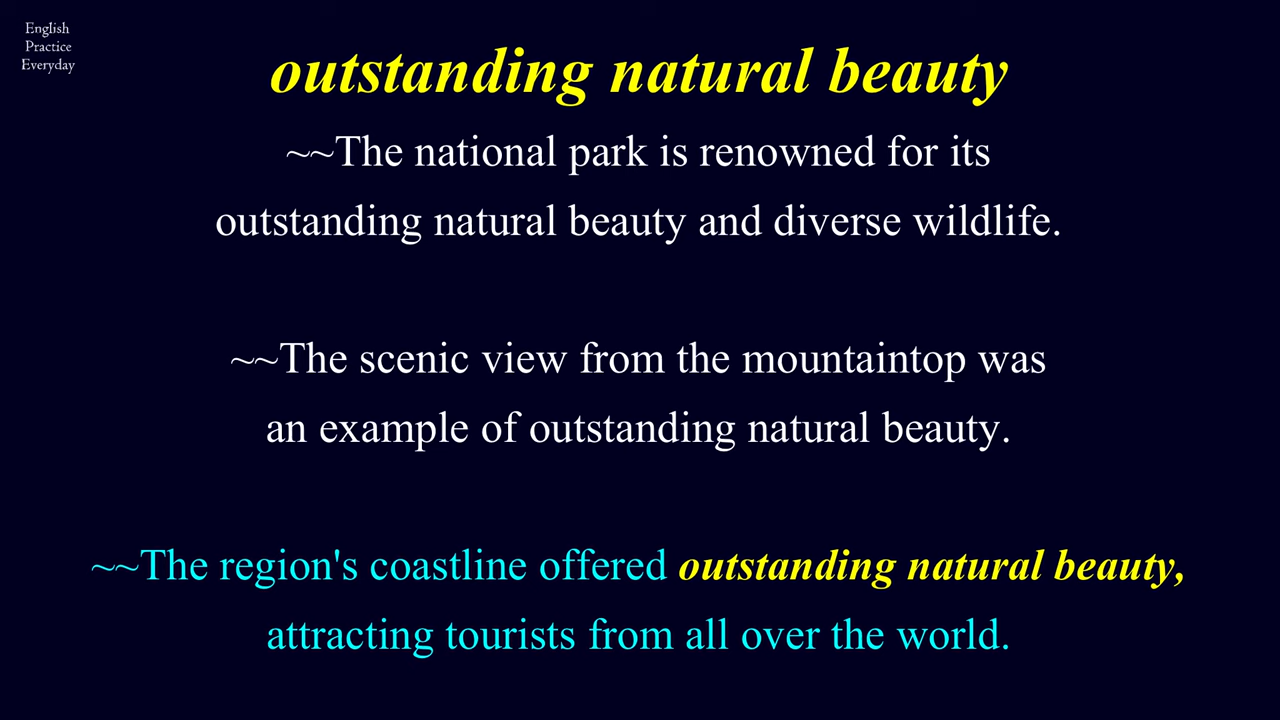 English
Practice
Everyday
outstanding natural beauty
~~The national park is renowned for its
outstanding natural beauty and diverse wildlife.
~~The scenic view from the mountaintop was
an example of outstanding natural beauty.
~~The region's coastline offered outstanding natural beauty,
attracting tourists from all over the world.